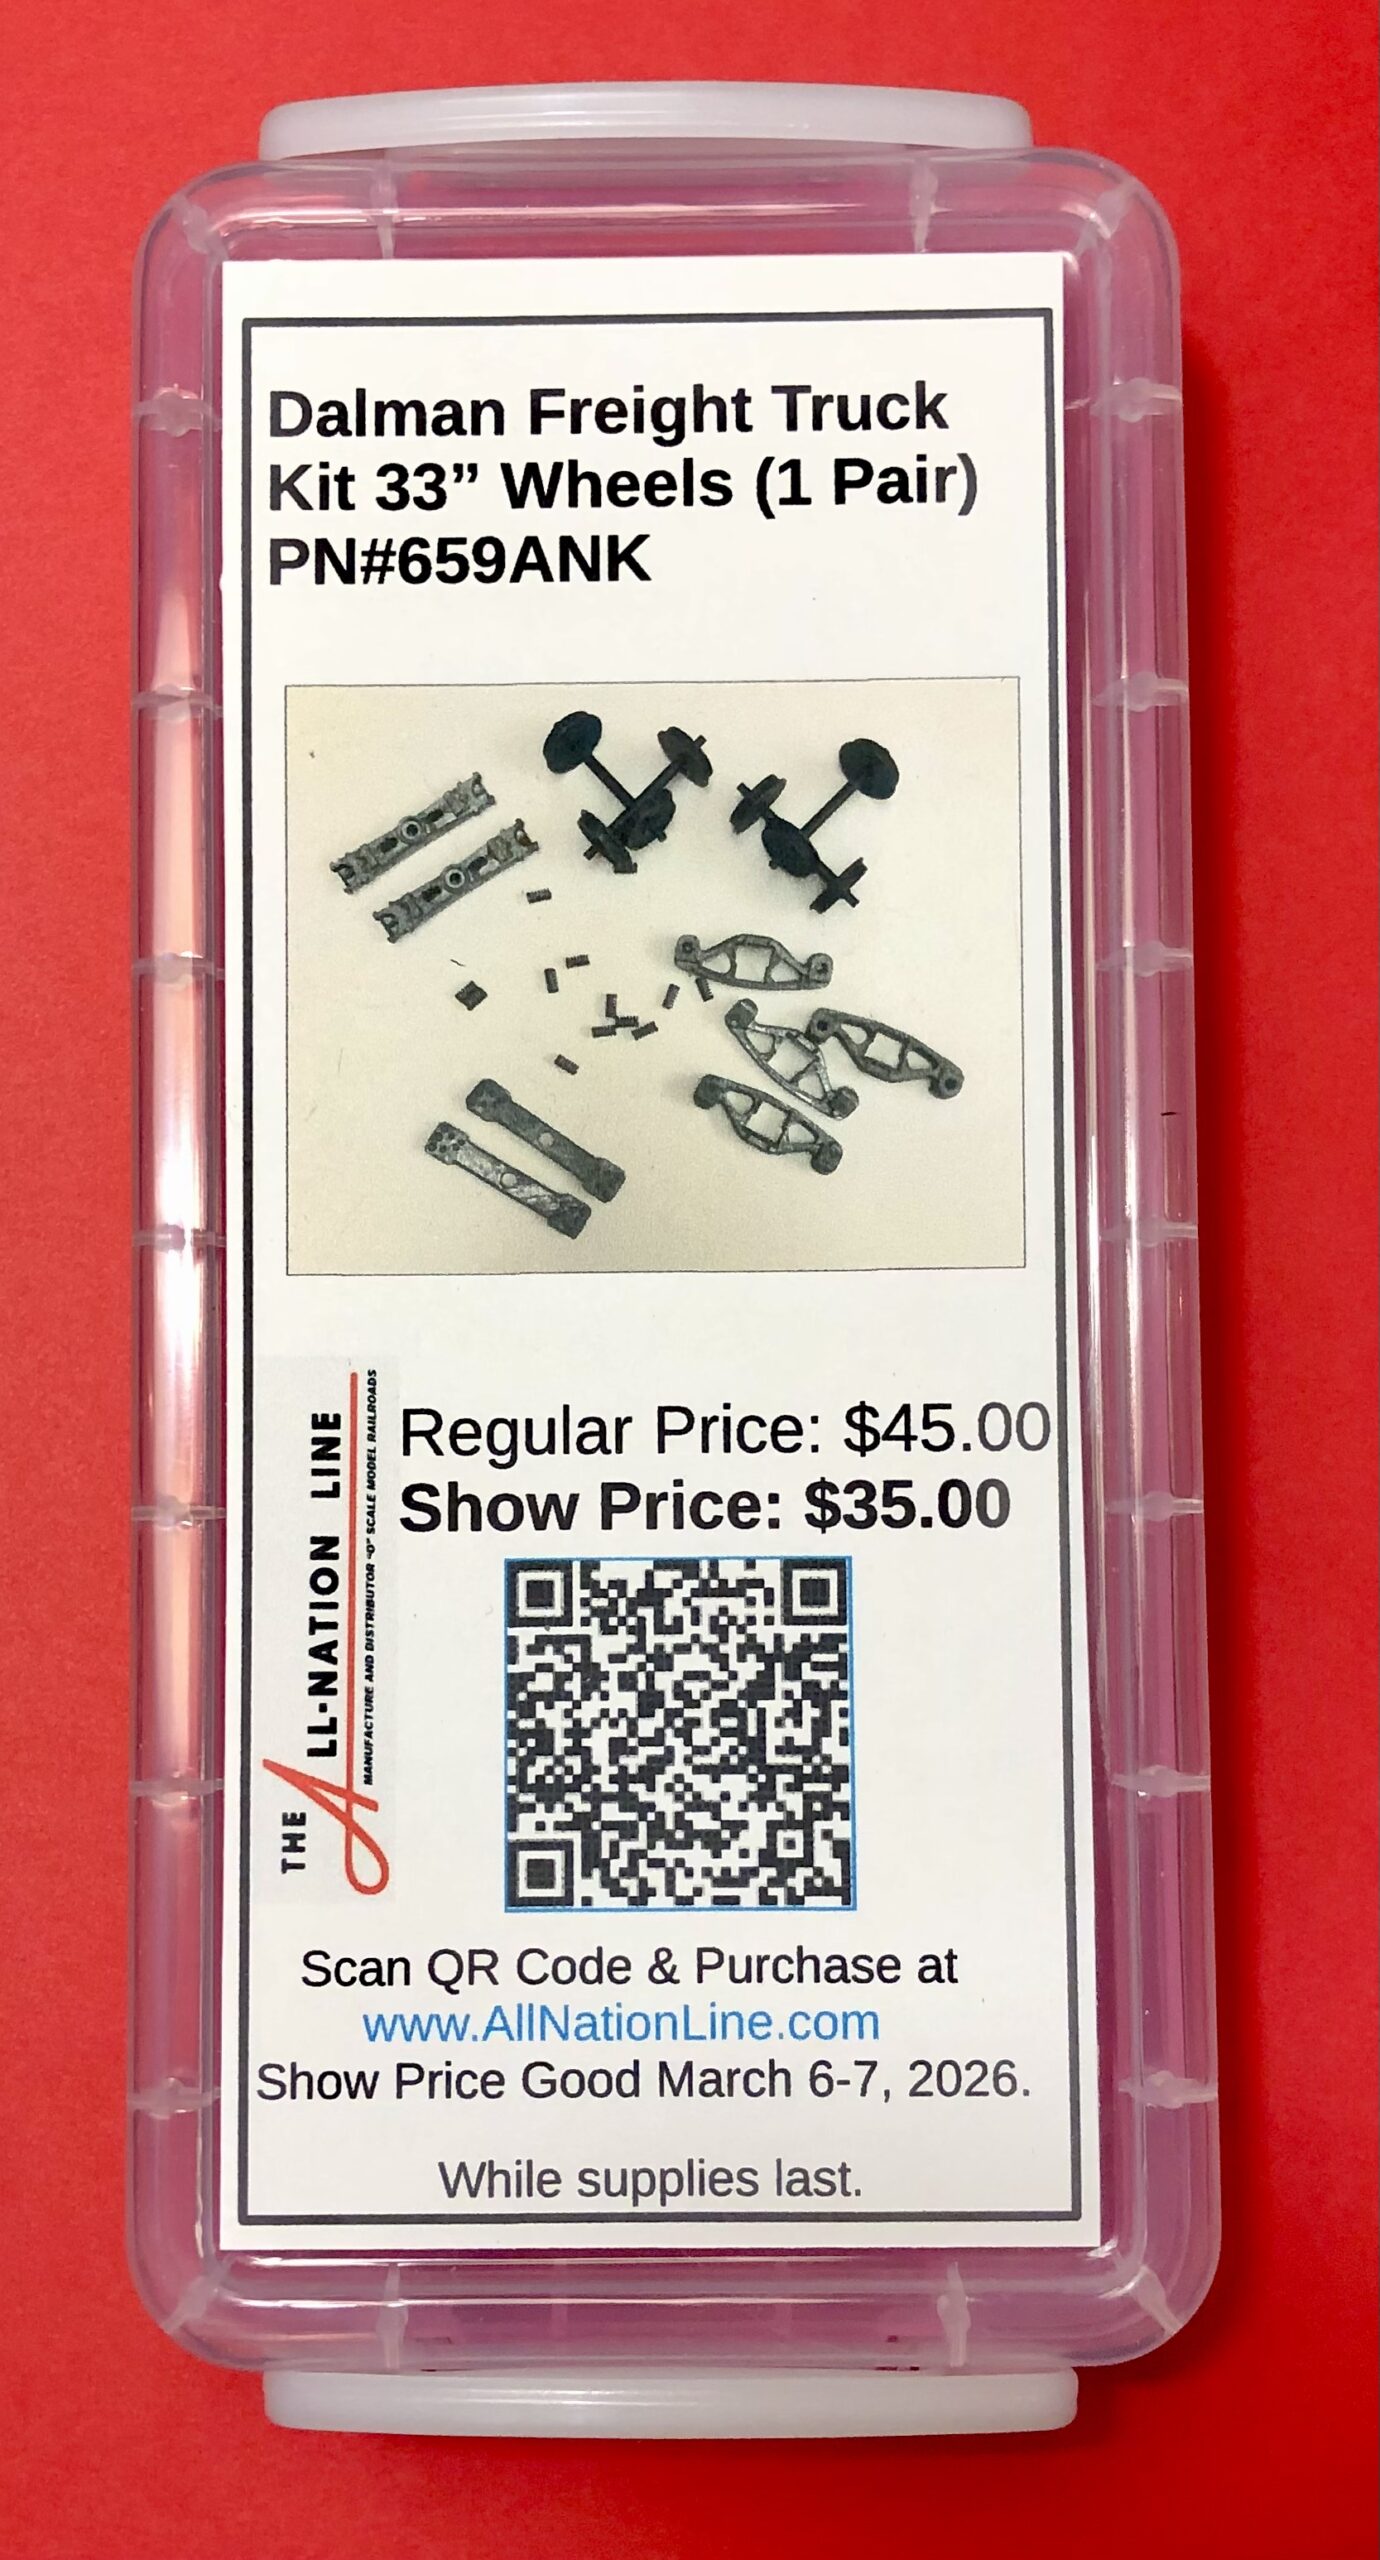 Dalman Freight Truck
Kit 33” Wheels (1 Pair)
PN#659ANK
THE ALL-NATION LINE
MANUFACTURE AND DISTRIBUTOR "O" SCALE MODEL RAILROADS
Regular Price: $45.00
Show Price: $35.00
Scan QR Code & Purchase at
www.AllNationLine.com
Show Price Good March 6-7, 2026.
While supplies last.